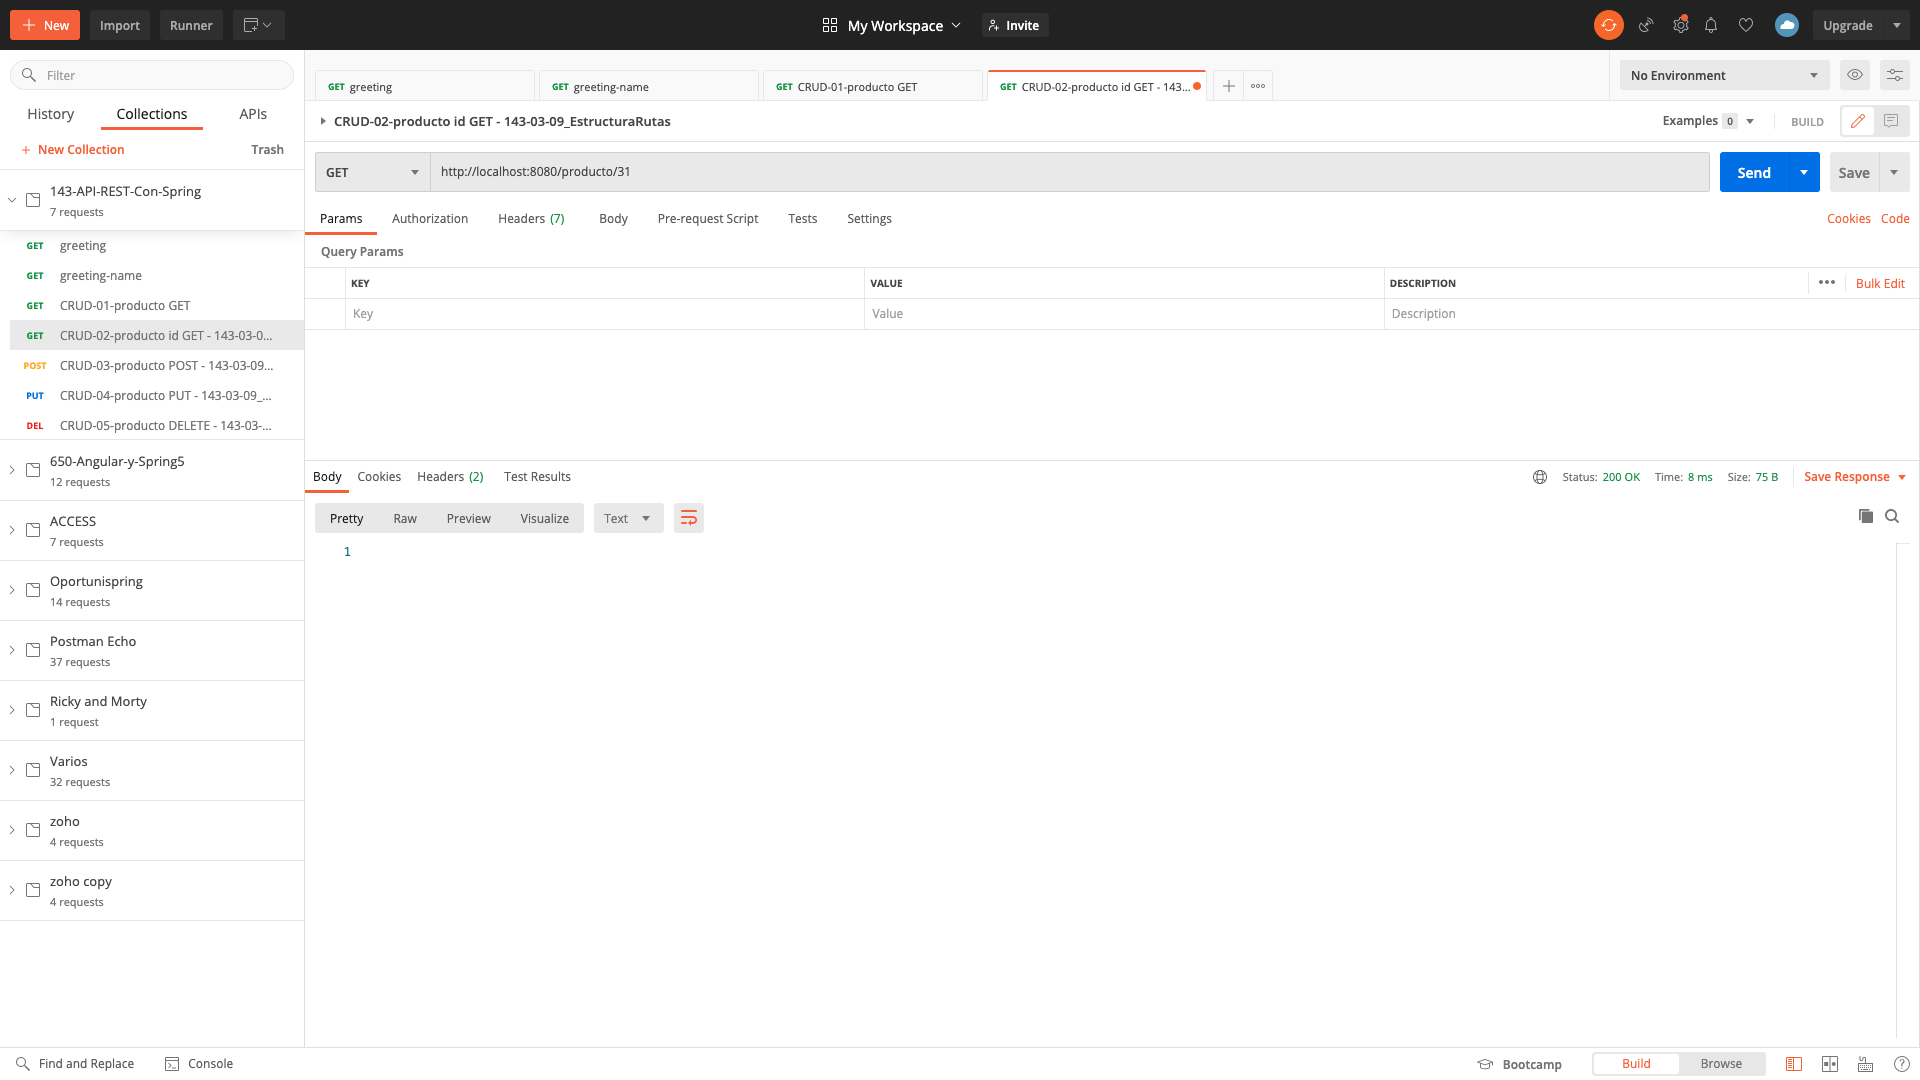 New
Import
Runner
My Workspace
Invite
Upgrade
Filter
History
Collections
APIs
New Collection
Trash
143-API-REST-Con-Spring
7 requests
GET greeting
GET greeting-name
GET CRUD-01-producto GET
GET CRUD-02-producto id GET - 143-03-0...
POST CRUD-03-producto POST - 143-03-09...
PUT CRUD-04-producto PUT - 143-03-09_...
DEL CRUD-05-producto DELETE - 143-03-...
650-Angular-y-Spring5
12 requests
ACCESS
7 requests
Oportunispring
14 requests
Postman Echo
37 requests
Ricky and Morty
1 request
Varios
32 requests
zoho
4 requests
zoho copy
4 requests
GET greeting
GET greeting-name
GET CRUD-01-producto GET
GET CRUD-02-producto id GET - 143...
No Environment
CRUD-02-producto id GET - 143-03-09_EstructuraRutas
Examples 0
BUILD
GET
http://localhost:8080/producto/31
Send
Save
Params
Authorization
Headers (7)
Body
Pre-request Script
Tests
Settings
Cookies
Code
Query Params
KEY
VALUE
DESCRIPTION
Bulk Edit
Key
Value
Description
Body
Cookies
Headers (2)
Test Results
Status: 200 OK
Time: 8 ms
Size: 75 B
Save Response
Pretty
Raw
Preview
Visualize
Text
1
Find and Replace
Console
Bootcamp
Build
Browse